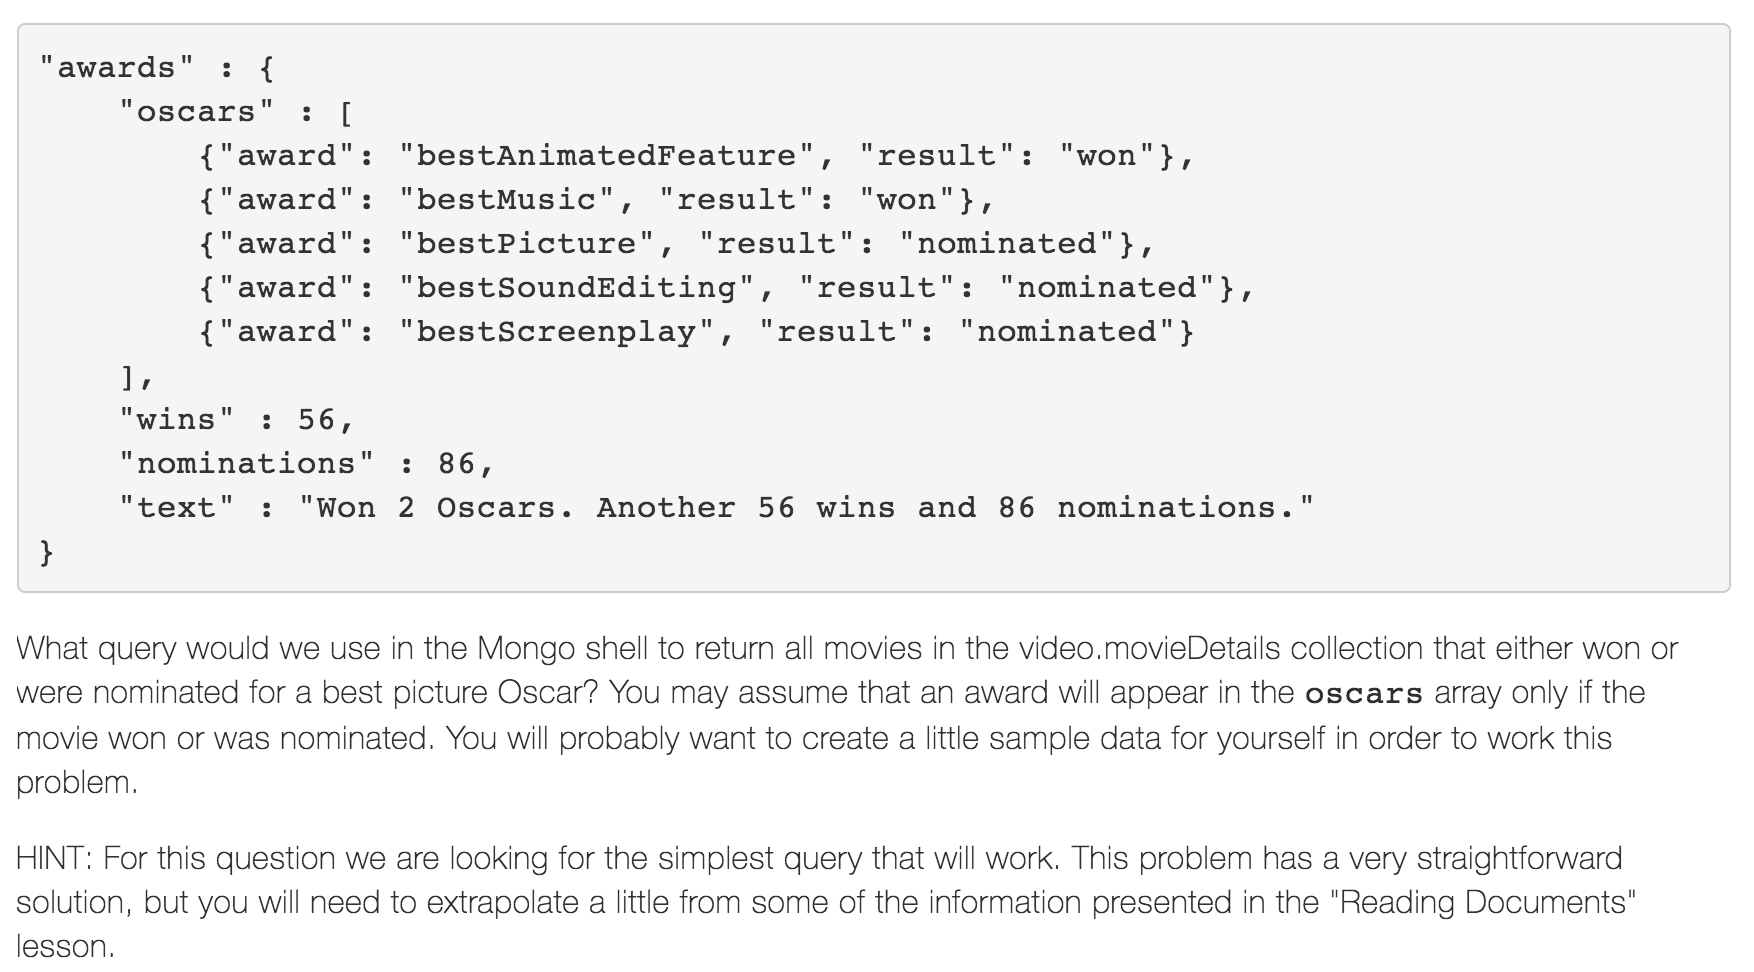 "awards" : {
"oscars" : [
{"award": "bestAnimatedFeature", "result": "won"},
{"award": "bestMusic", "result": "won"},
{"award": "bestPicture", "result": "nominated"},
{"award": "bestSoundEditing", "result": "nominated"},
{"award": "bestScreenplay", "result": "nominated"}
],
"wins" : 56,
"nominations" : 86,
"text" : "Won 2 Oscars. Another 56 wins and 86 nominations."
}
What query would we use in the Mongo shell to return all movies in the video.movieDetails collection that either won or
were nominated for a best picture Oscar? You may assume that an award will appear in the oscars array only if the
movie won or was nominated. You will probably want to create a little sample data for yourself in order to work this
problem.
HINT: For this question we are looking for the simplest query that will work. This problem has a very straightforward
solution, but you will need to extrapolate a little from some of the information presented in the "Reading Documents"
lesson.